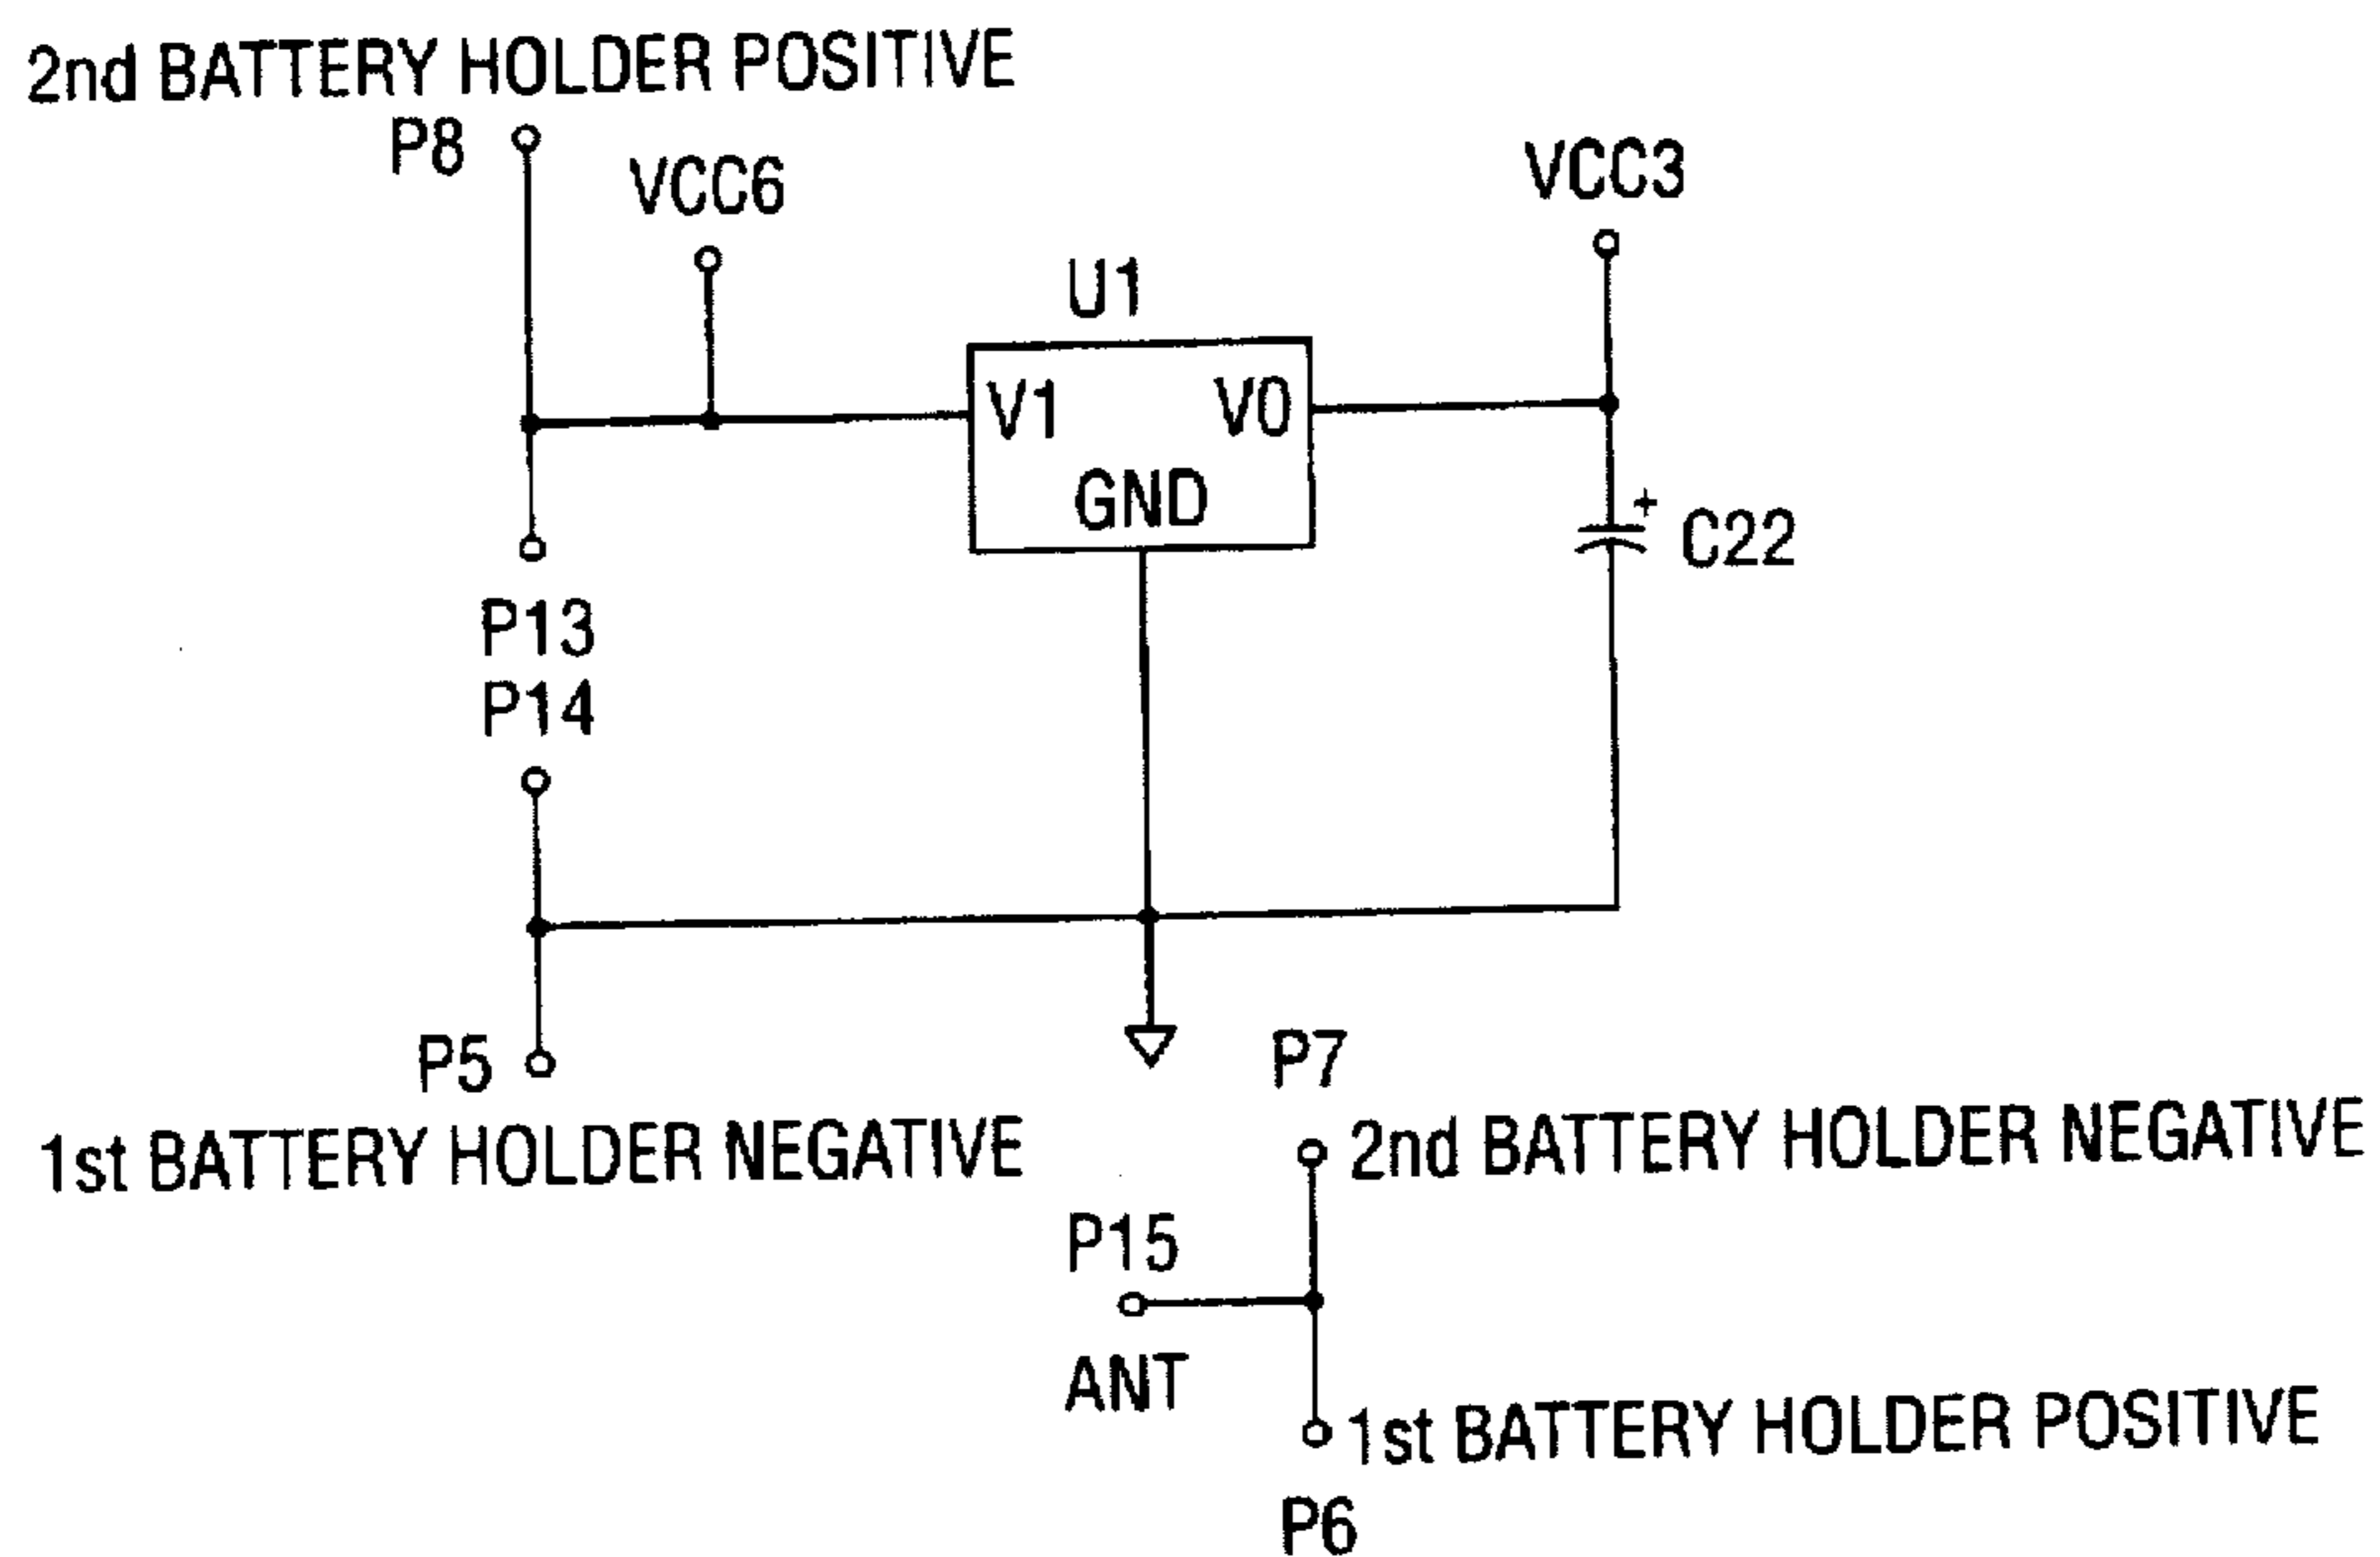 2nd BATTERY HOLDER POSITIVE
P8
VCC6
VCC3
U1
V1
V0
GND
+
C22
P13
P14
P5
1st BATTERY HOLDER NEGATIVE
P7
2nd BATTERY HOLDER NEGATIVE
P15
ANT
1st BATTERY HOLDER POSITIVE
P6